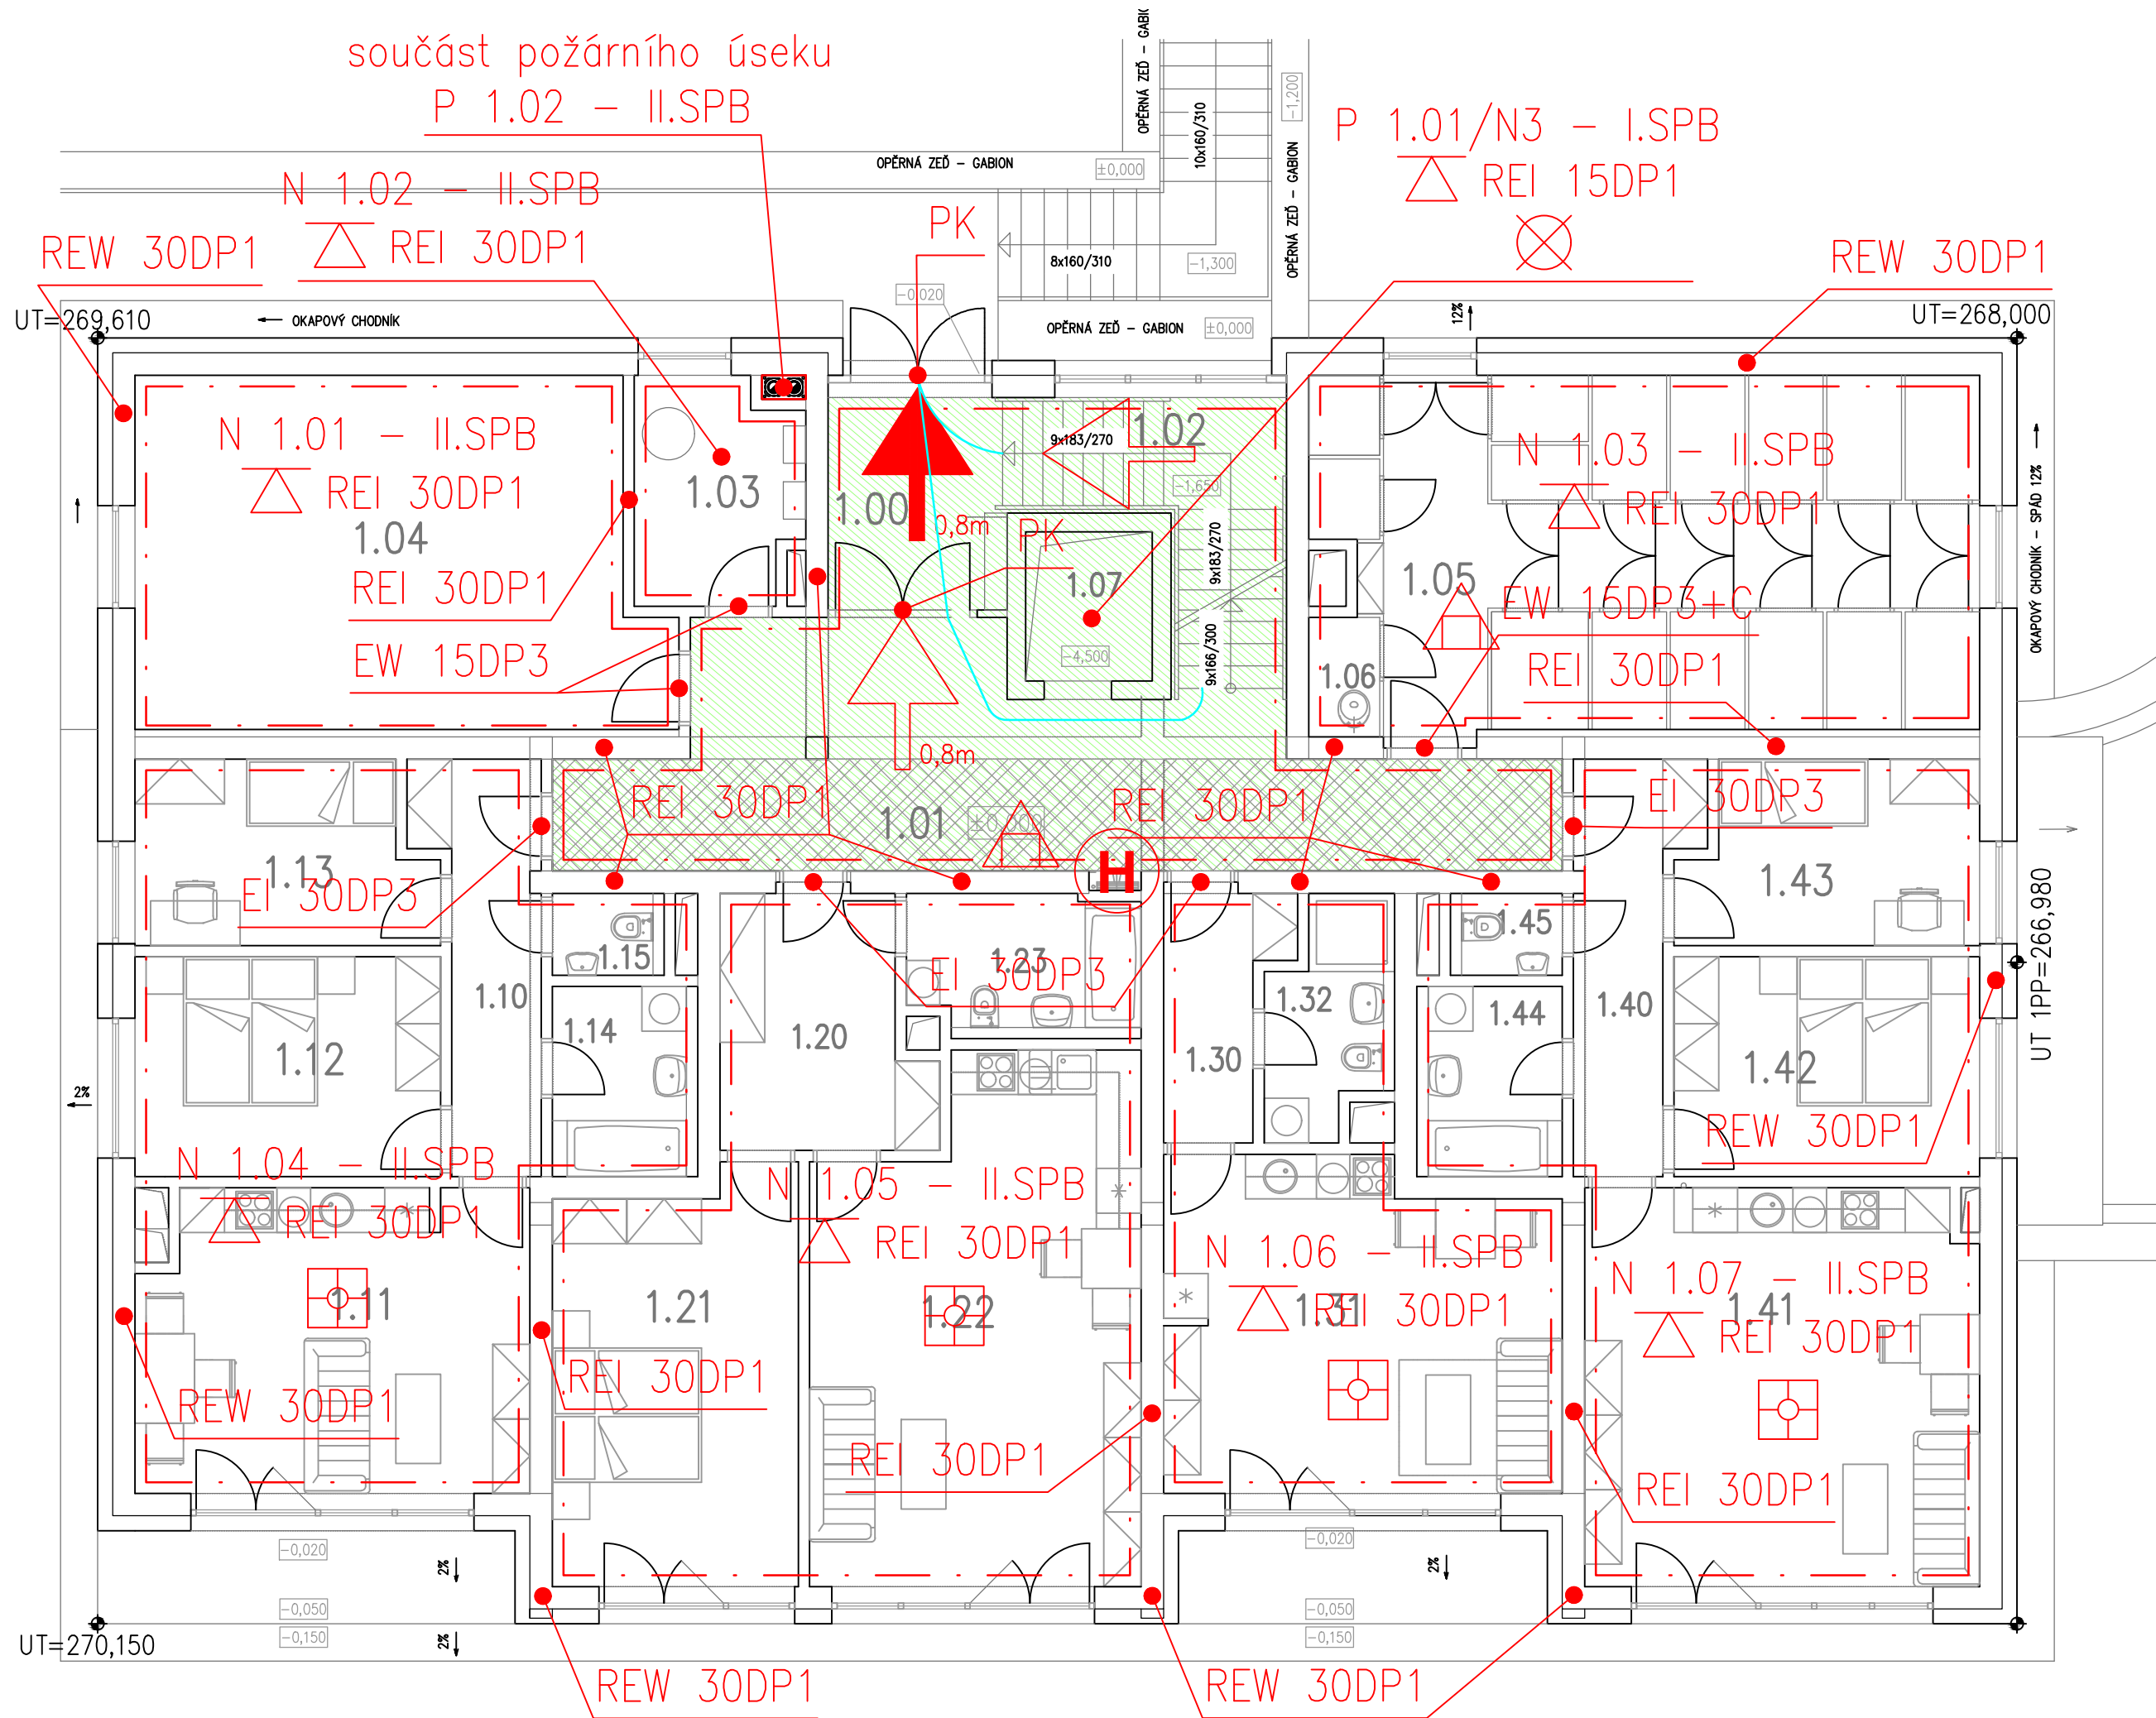 součást požárního úseku
P 1.02 – II.SPB
OPĚRNÁ ZEĎ – GABION
10x160/310
-1,200
OPĚRNÁ ZEĎ – GABION
P 1.01/N3 – I.SPB
REI 15DP1
OPĚRNÁ ZEĎ – GABION
±0,000
N 1.02 – II.SPB
REI 30DP1
REW 30DP1
PK
8x160/310
-1,300
REW 30DP1
-0,020
UT=269,610
OKAPOVÝ CHODNÍK
OPĚRNÁ ZEĎ – GABION
±0,000
12%
UT=268,000
N 1.01 – II.SPB
REI 30DP1
1.04
1.03
1.00
0,8m
PK
9x183/270
1.02
-1,650
9x183/270
1.07
-4,500
9x166/300
N 1.03 – II.SPB
REI 30DP1
1.05
EW 15DP3+C
REI 30DP1
1.06
OKAPOVÝ CHODNÍK – SPÁD 12%
REI 30DP1
EW 15DP3
0,8m
REI 30DP1
1.01
±0,000
REI 30DP1
H
EI 30DP3
1.13
EI 30DP3
1.15
1.23
EI 30DP3
1.45
1.43
UT 1PP=266,980
1.10
1.14
1.20
1.30
1.32
1.44
1.40
1.12
1.42
2%
REW 30DP1
N 1.04 – II.SPB
REI 30DP1
N 1.05 – II.SPB
REI 30DP1
N 1.06 – II.SPB
REI 30DP1
N 1.07 – II.SPB
REI 30DP1
1.11
1.21
1.22
1.31
1.41
REW 30DP1
REI 30DP1
REI 30DP1
REI 30DP1
-0,020
2%
-0,020
2%
-0,050
-0,150
2%
-0,050
-0,150
UT=270,150
REW 30DP1
REW 30DP1